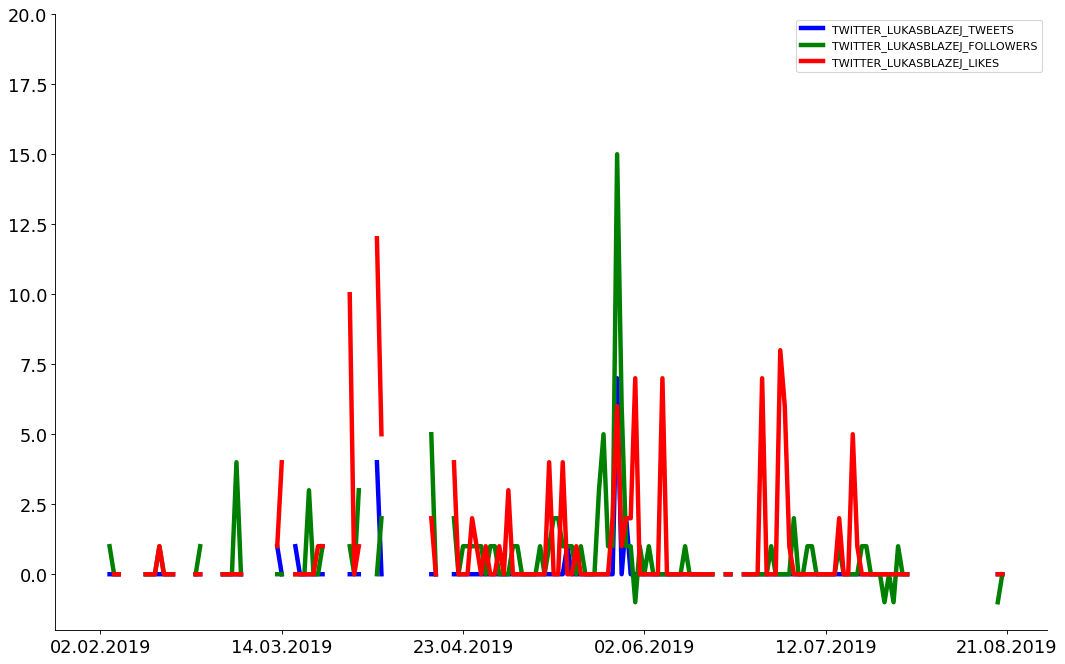 20.0
17.5
15.0
12.5
10.0
7.5
5.0
2.5
0.0
TWITTER_LUKASBLAZEJ_TWEETS
TWITTER_LUKASBLAZEJ_FOLLOWERS
TWITTER_LUKASBLAZEJ_LIKES
02.02.2019 14.03.2019 23.04.2019 02.06.2019 12.07.2019 21.08.2019